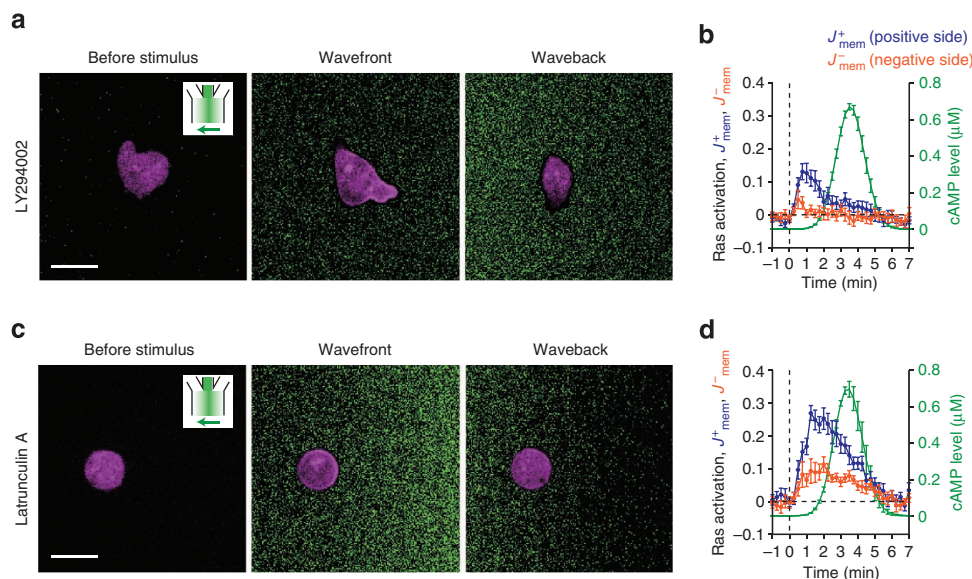 a
Before stimulus
Wavefront
Waveback
LY294002
b
J+mem (positive side)
J−mem (negative side)
Ras activation, J+mem, J−mem
0.4
0.3
0.2
0.1
0
−0.1
0.8
0.6
0.4
0.2
0
cAMP level (μM)
−1 0 1 2 3 4 5 6 7
Time (min)
c
Before stimulus
Wavefront
Waveback
Latrunculin A
d
Ras activation, J+mem, J−mem
0.4
0.3
0.2
0.1
0
−0.1
0.8
0.6
0.4
0.2
0
cAMP level (μM)
−1 0 1 2 3 4 5 6 7
Time (min)